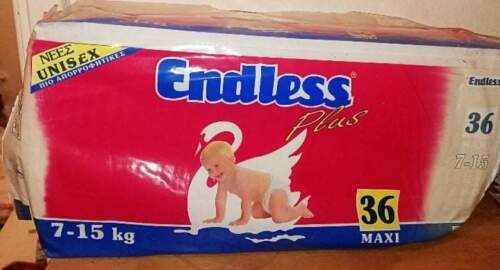 ΝΕΕΣ
UNISEX
ΠΙΟ ΑΠΟΡΡΟΦΗΤΙΚΕΣ
Endless®
Plus
7-15 kg
36
MAXI
Endless
36
7-15